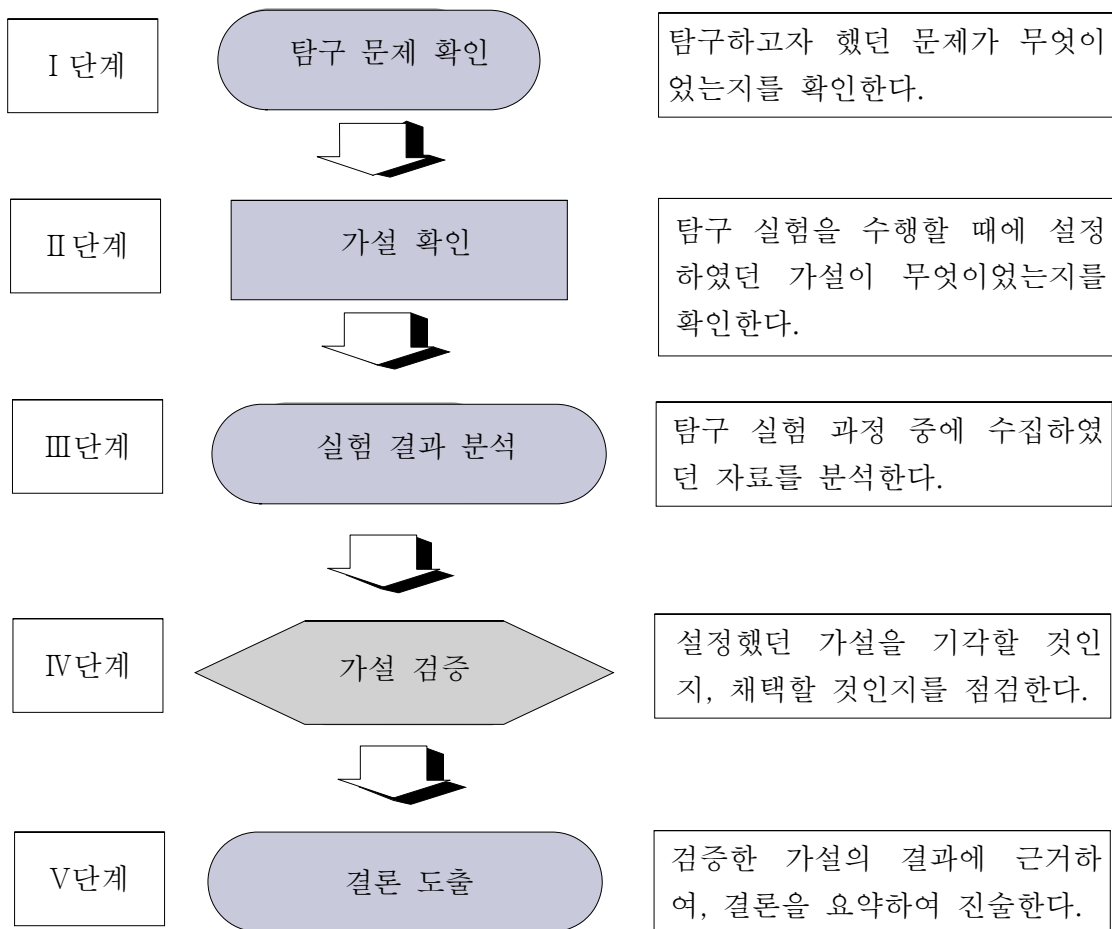 Ⅰ단계
탐구 문제 확인
탐구하고자 했던 문제가 무엇이
었는지를 확인한다.
Ⅱ단계
가설 확인
탐구 실험을 수행할 때에 설정
하였던 가설이 무엇이었는지를
확인한다.
Ⅲ단계
실험 결과 분석
탐구 실험 과정 중에 수집하였
던 자료를 분석한다.
Ⅳ단계
가설 검증
설정했던 가설을 기각할 것인
지, 채택할 것인지를 점검한다.
Ⅴ단계
결론 도출
검증한 가설의 결과에 근거하
여, 결론을 요약하여 진술한다.